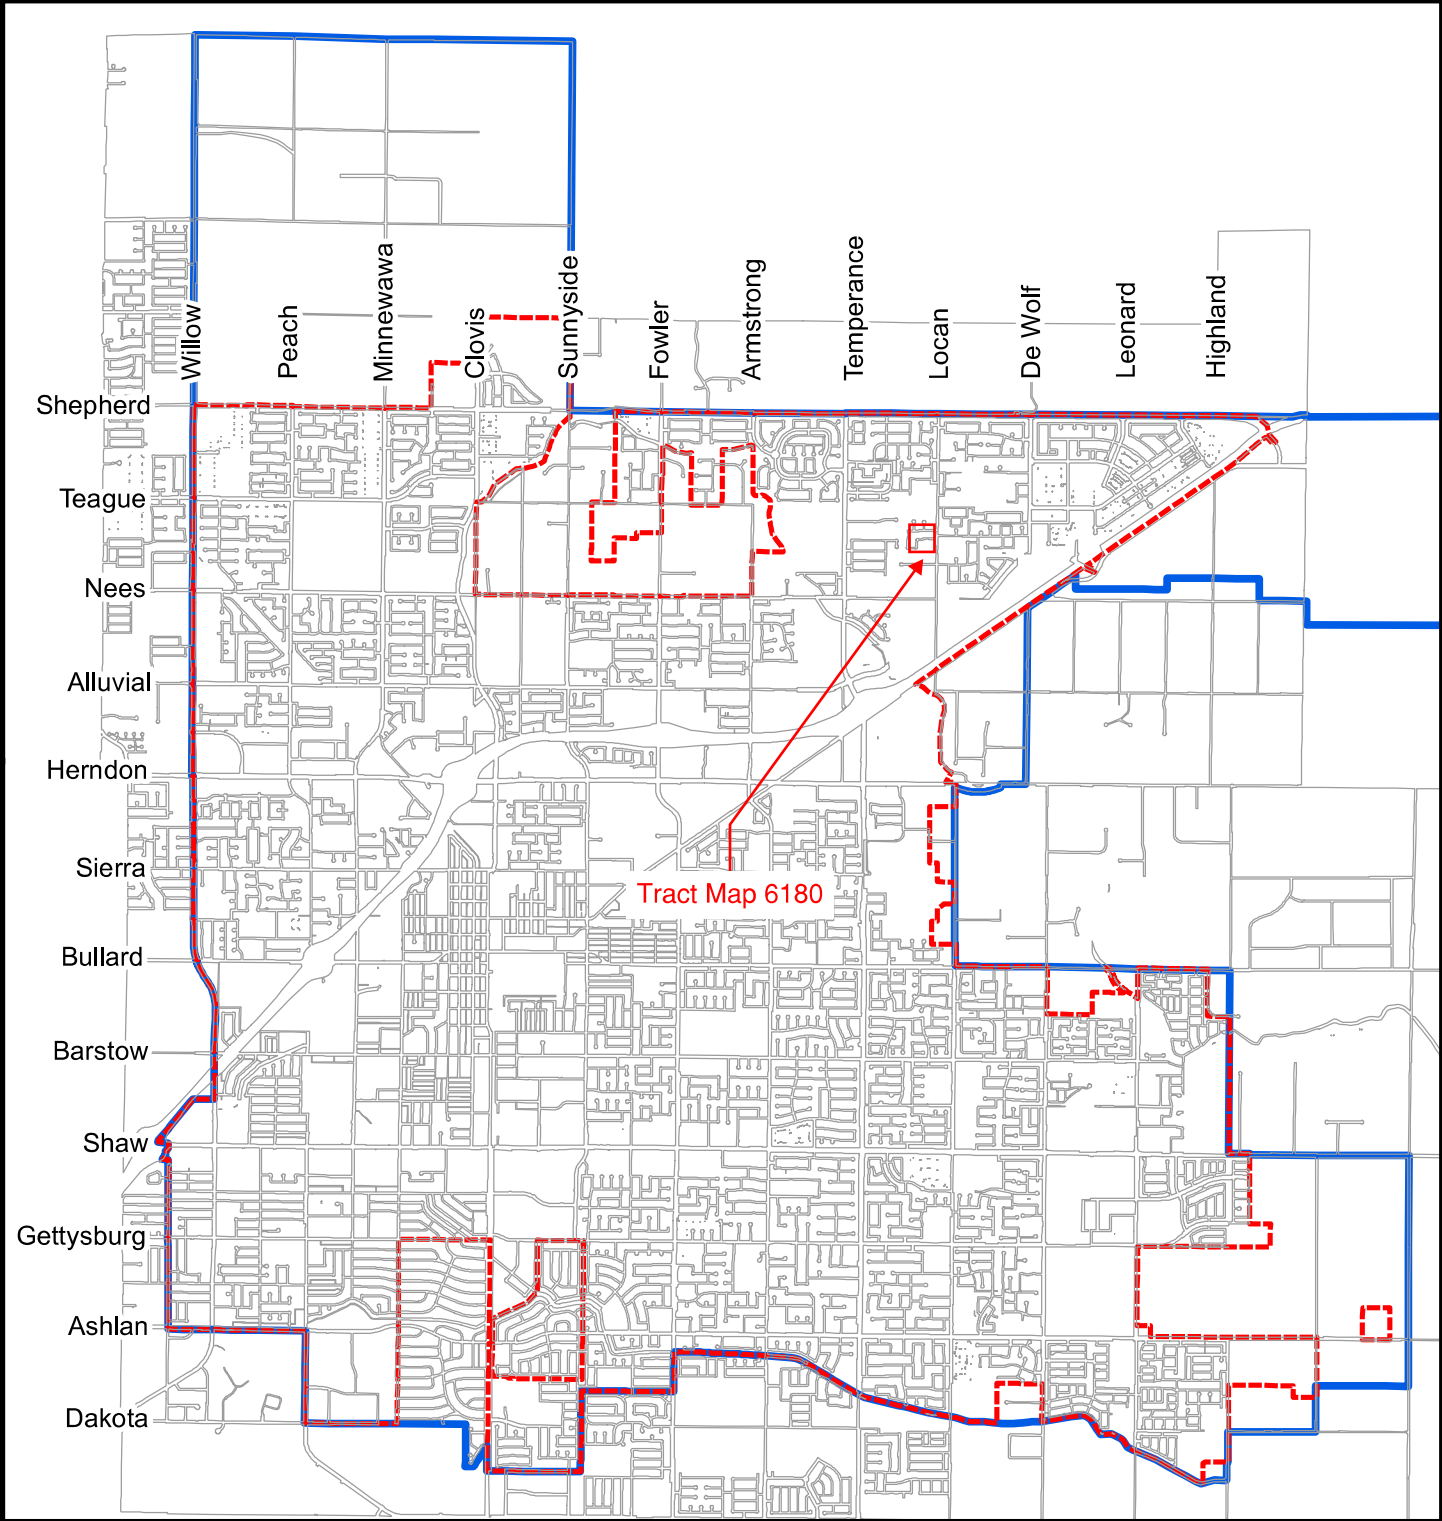 Willow
Peach
Minnewawa
Clovis
Sunnyside
Fowler
Armstrong
Temperance
Locan
De Wolf
Leonard
Highland
Shepherd
Teague
Nees
Alluvial
Herndon
Sierra
Tract Map 6180
Bullard
Barstow
Shaw
Gettysburg
Ashlan
Dakota